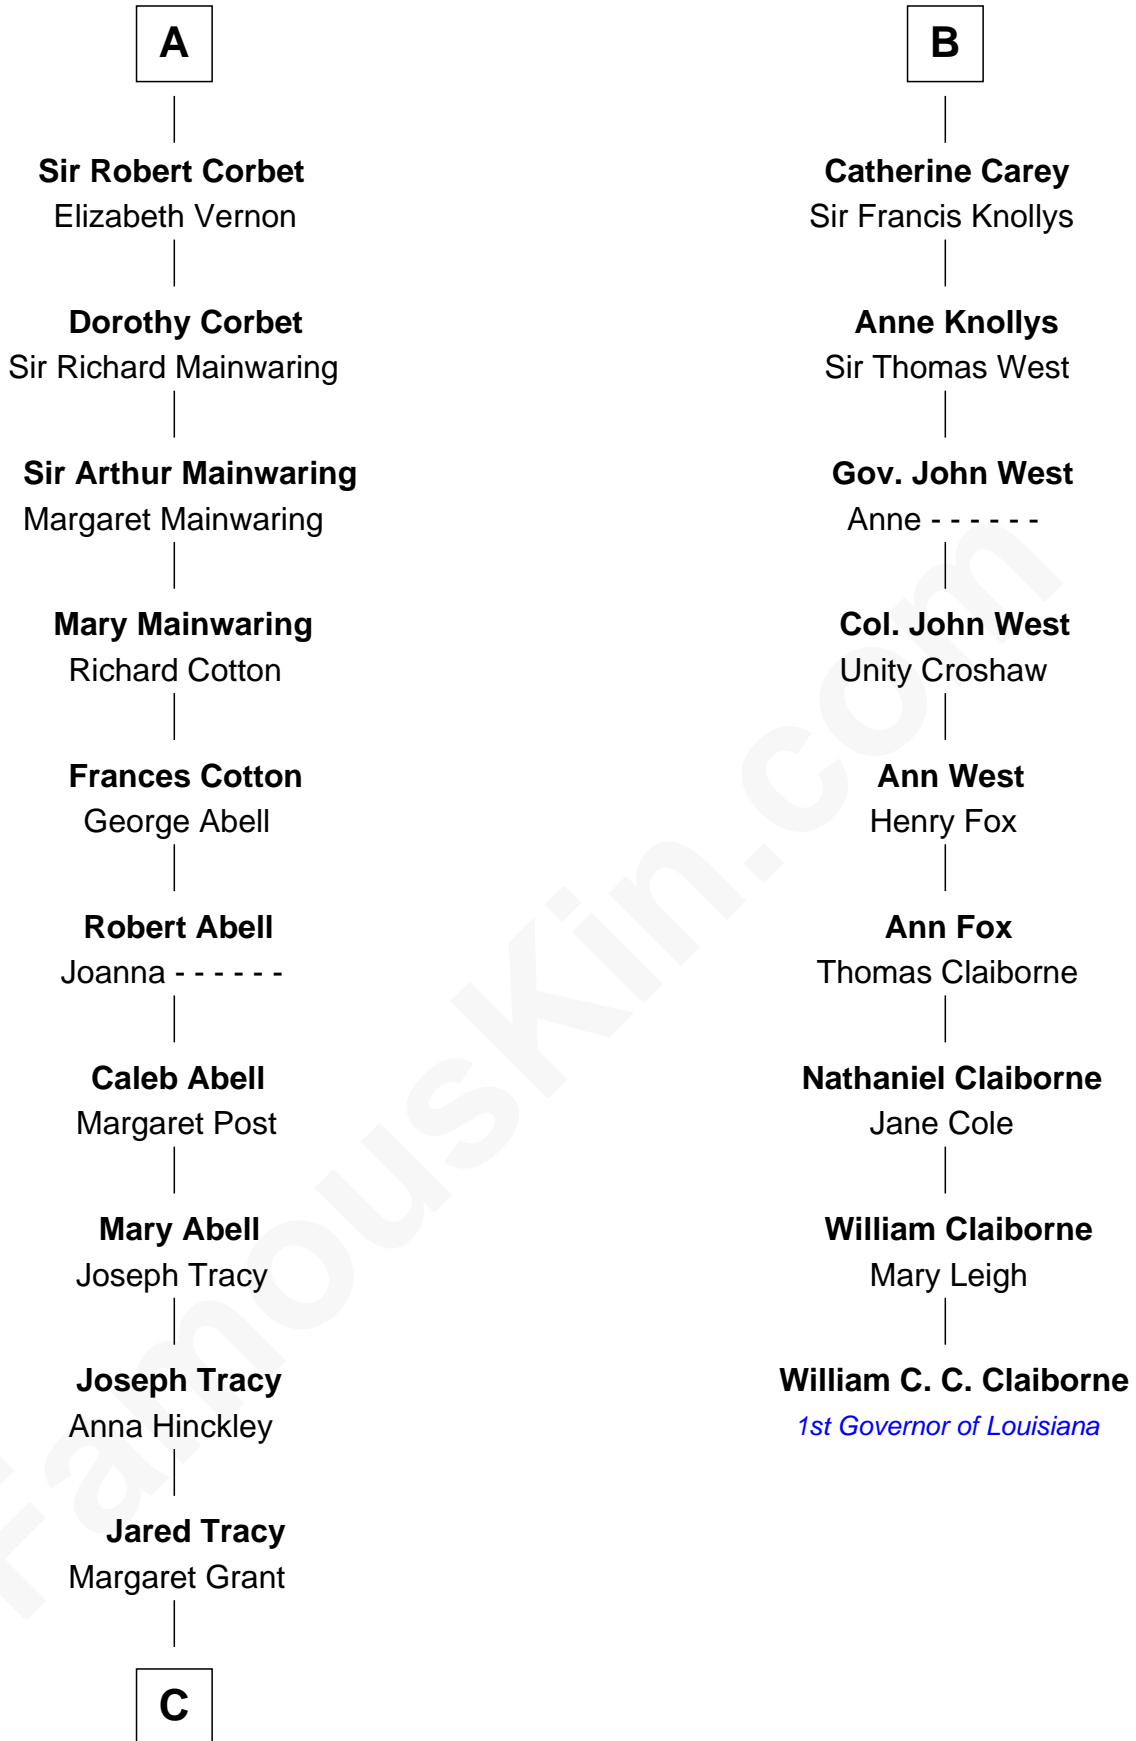 A
Sir Robert Corbet
Elizabeth Vernon
Dorothy Corbet
Sir Richard Mainwaring
Sir Arthur Mainwaring
Margaret Mainwaring
Mary Mainwaring
Richard Cotton
Frances Cotton
George Abell
Robert Abell
Joanna - - - - - -
Caleb Abell
Margaret Post
Mary Abell
Joseph Tracy
Joseph Tracy
Anna Hinckley
Jared Tracy
Margaret Grant
C
B
Catherine Carey
Sir Francis Knollys
Anne Knollys
Sir Thomas West
Gov. John West
Anne - - - - - -
Col. John West
Unity Croshaw
Ann West
Henry Fox
Ann Fox
Thomas Claiborne
Nathaniel Claiborne
Jane Cole
William Claiborne
Mary Leigh
William C. C. Claiborne
1st Governor of Louisiana
FamousKin.com